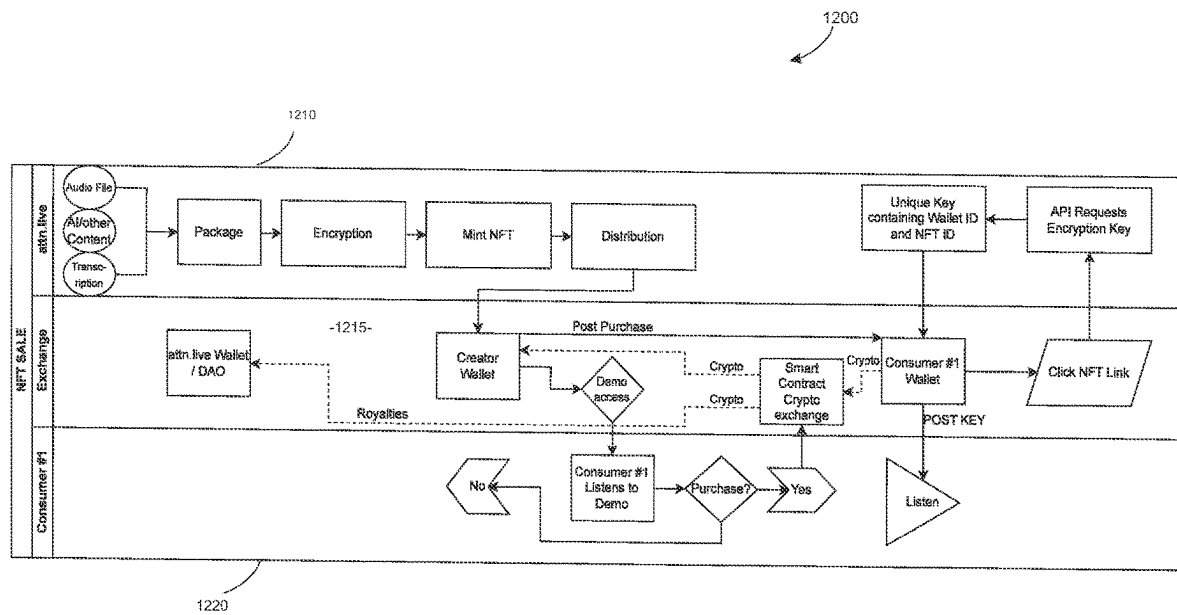 1200
1210
NFT SALE
attn.live
Audio File
AI/other
Content
Transc-
ription
Package
Encryption
Mint NFT
Distribution
Unique Key
containing Wallet ID
and NFT ID
API Requests
Encryption Key
Exchange
-1215-
attn.live Wallet
/ DAO
Creator
Wallet
Post Purchase
Demo
access
Crypto
Crypto
Royalties
Smart
Contract
Crypto
exchange
Crypto
Consumer #1
Wallet
Click NFT Link
POST KEY
Consumer #1
No
Consumer #1
Listens to
Demo
Purchase?
Yes
Listen
1220